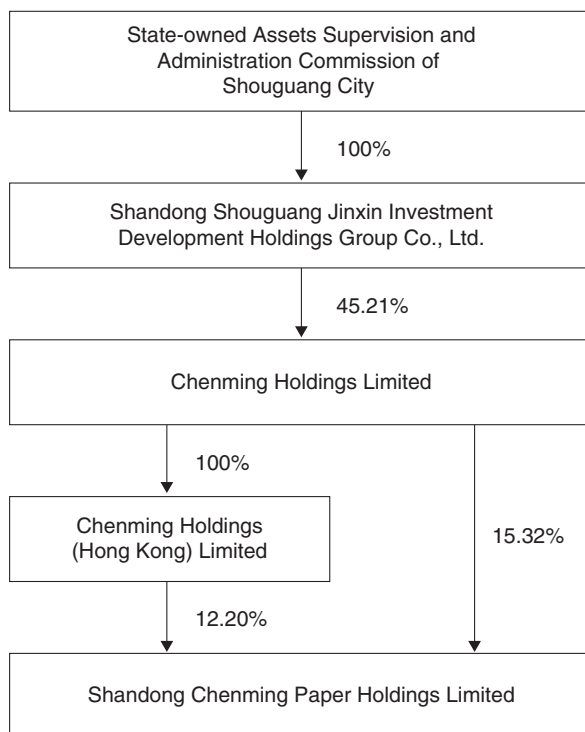 State-owned Assets Supervision and
Administration Commission of
Shouguang City
100%
Shandong Shouguang Jinxin Investment
Development Holdings Group Co., Ltd.
45.21%
Chenming Holdings Limited
100%
Chenming Holdings
(Hong Kong) Limited
15.32%
12.20%
Shandong Chenming Paper Holdings Limited